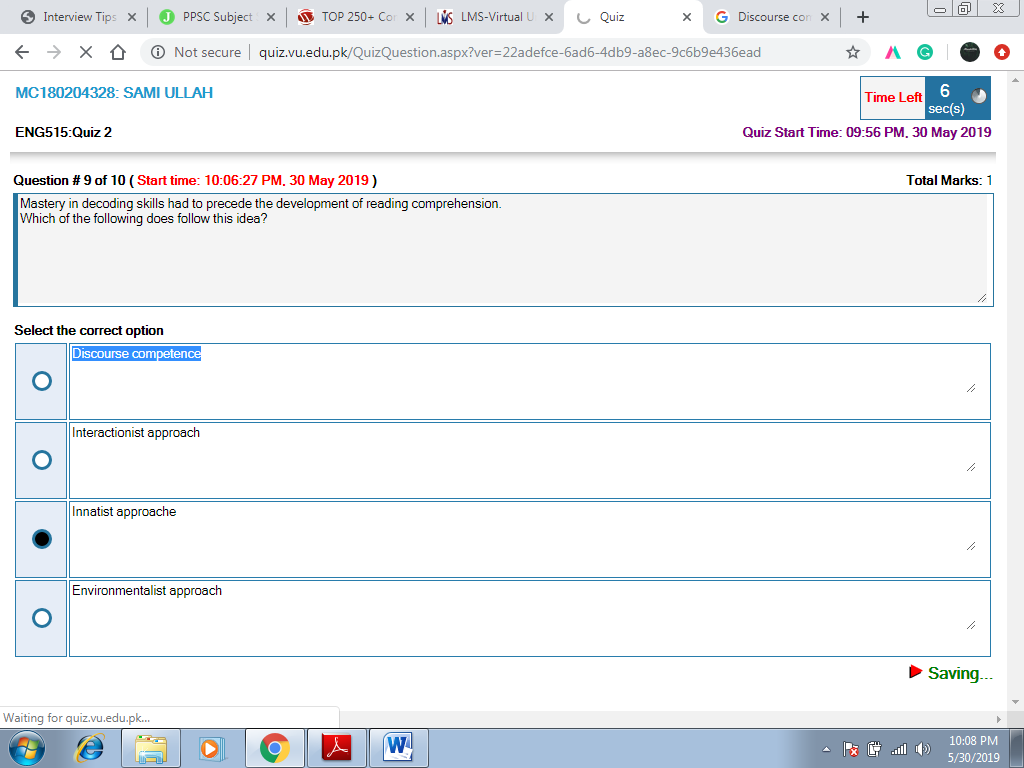 Interview Tips
PPSC Subject
TOP 250+ Co
LMS-Virtual U
Quiz
Discourse com
Not secure
quiz.vu.edu.pk/QuizQuestion.aspx?ver=22adefce-6ad6-4db9-a8ec-9c6b9e436ead
MC180204328: SAMI ULLAH
Time Left
6
sec(s)
ENG515:Quiz 2
Quiz Start Time: 09:56 PM, 30 May 2019
Question # 9 of 10 ( Start time: 10:06:27 PM, 30 May 2019 )
Total Marks: 1
Mastery in decoding skills had to precede the development of reading comprehension.
Which of the following does follow this idea?
Select the correct option
Discourse competence
Interactionist approach
Innatist approache
Environmentalist approach
Saving...
Waiting for quiz.vu.edu.pk...
10:08 PM
5/30/2019